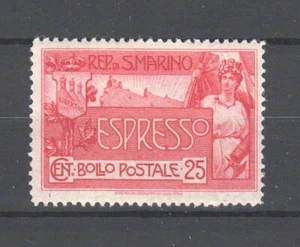 REP. DI S. MARINO
ESPRESSO
CENT. BOLLO POSTALE 25